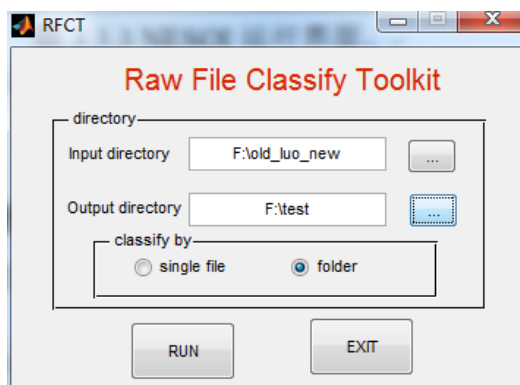 RFCT
Raw File Classify Toolkit
directory
Input directory F:\old_luo_new ...
Output directory F:\test ...
classify by
single file folder
RUN EXIT